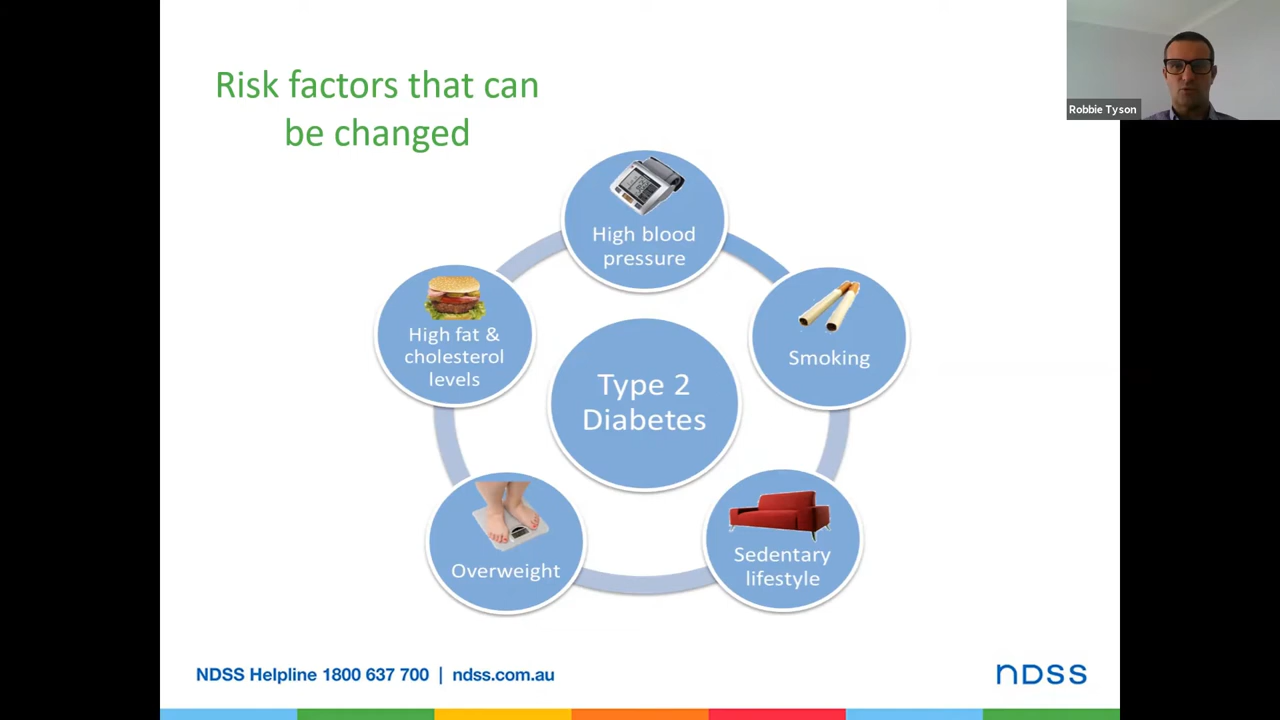 Risk factors that can
be changed
Robbie Tyson
High blood
pressure
Smoking
Sedentary
lifestyle
Overweight
High fat &
cholesterol
levels
Type 2
Diabetes
NDSS Helpline 1800 637 700 | ndss.com.au
ndss